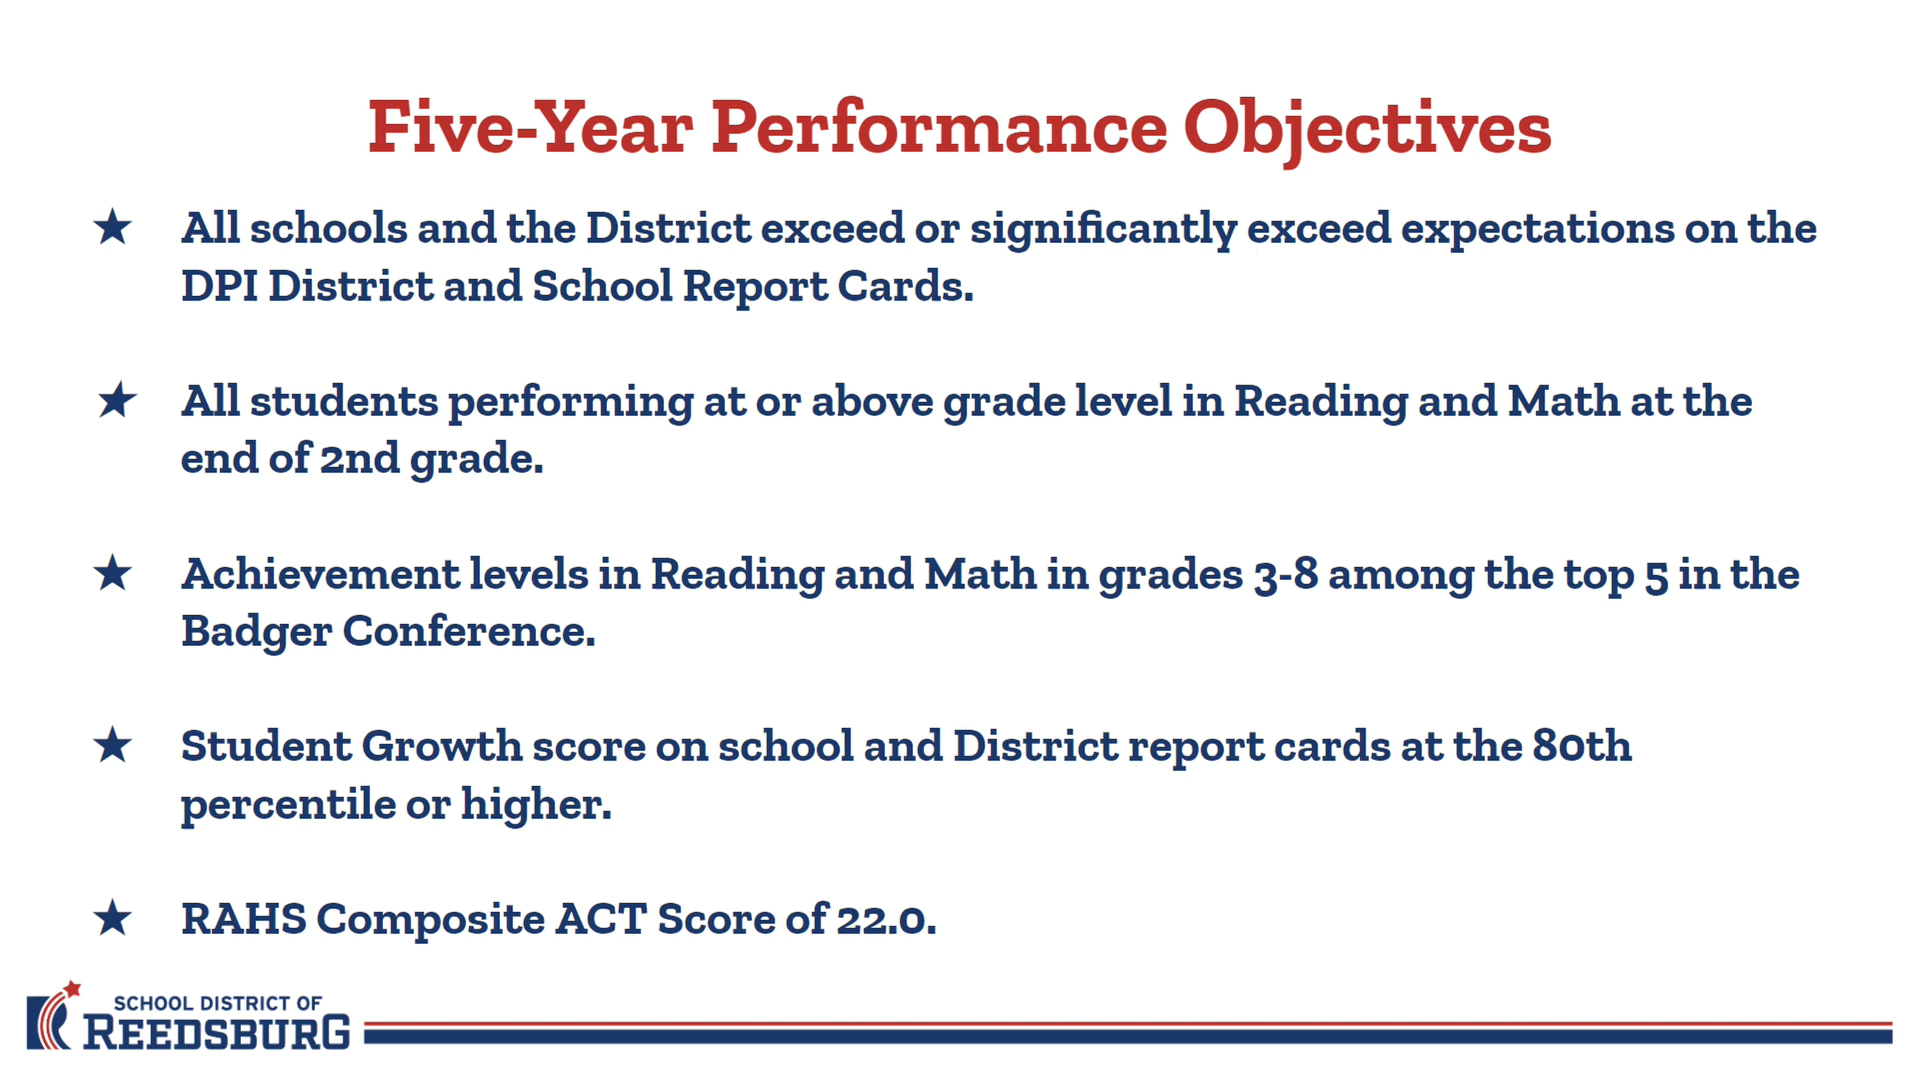 Five-Year Performance Objectives
★ All schools and the District exceed or significantly exceed expectations on the
DPI District and School Report Cards.
★ All students performing at or above grade level in Reading and Math at the
end of 2nd grade.
★ Achievement levels in Reading and Math in grades 3-8 among the top 5 in the
Badger Conference.
★ Student Growth score on school and District report cards at the 80th
percentile or higher.
★ RAHS Composite ACT Score of 22.0.
SCHOOL DISTRICT OF
REEDSBURG